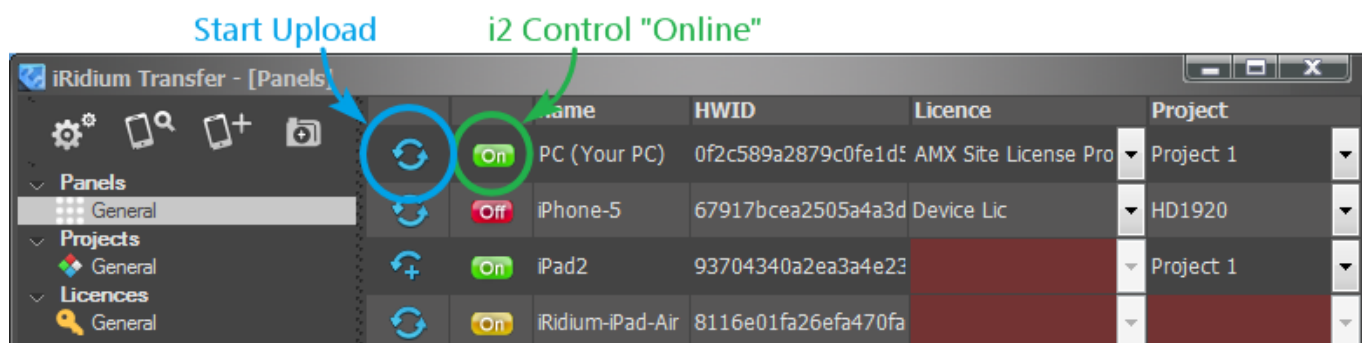 Start Upload i2 Control "Online"
iRidium Transfer - [Panels]
Name HWID Licence Project
On PC (Your PC) 0f2c589a2879c0fe1d5 AMX Site License Pro Project 1
Panels
General Off iPhone-5 67917bcea2505a4a3d Device Lic HD1920
Projects
General On iPad2 93704340a2ea3a4e23 Project 1
Licences
General On iRidium-iPad-Air 8116e01fa26efa470fa